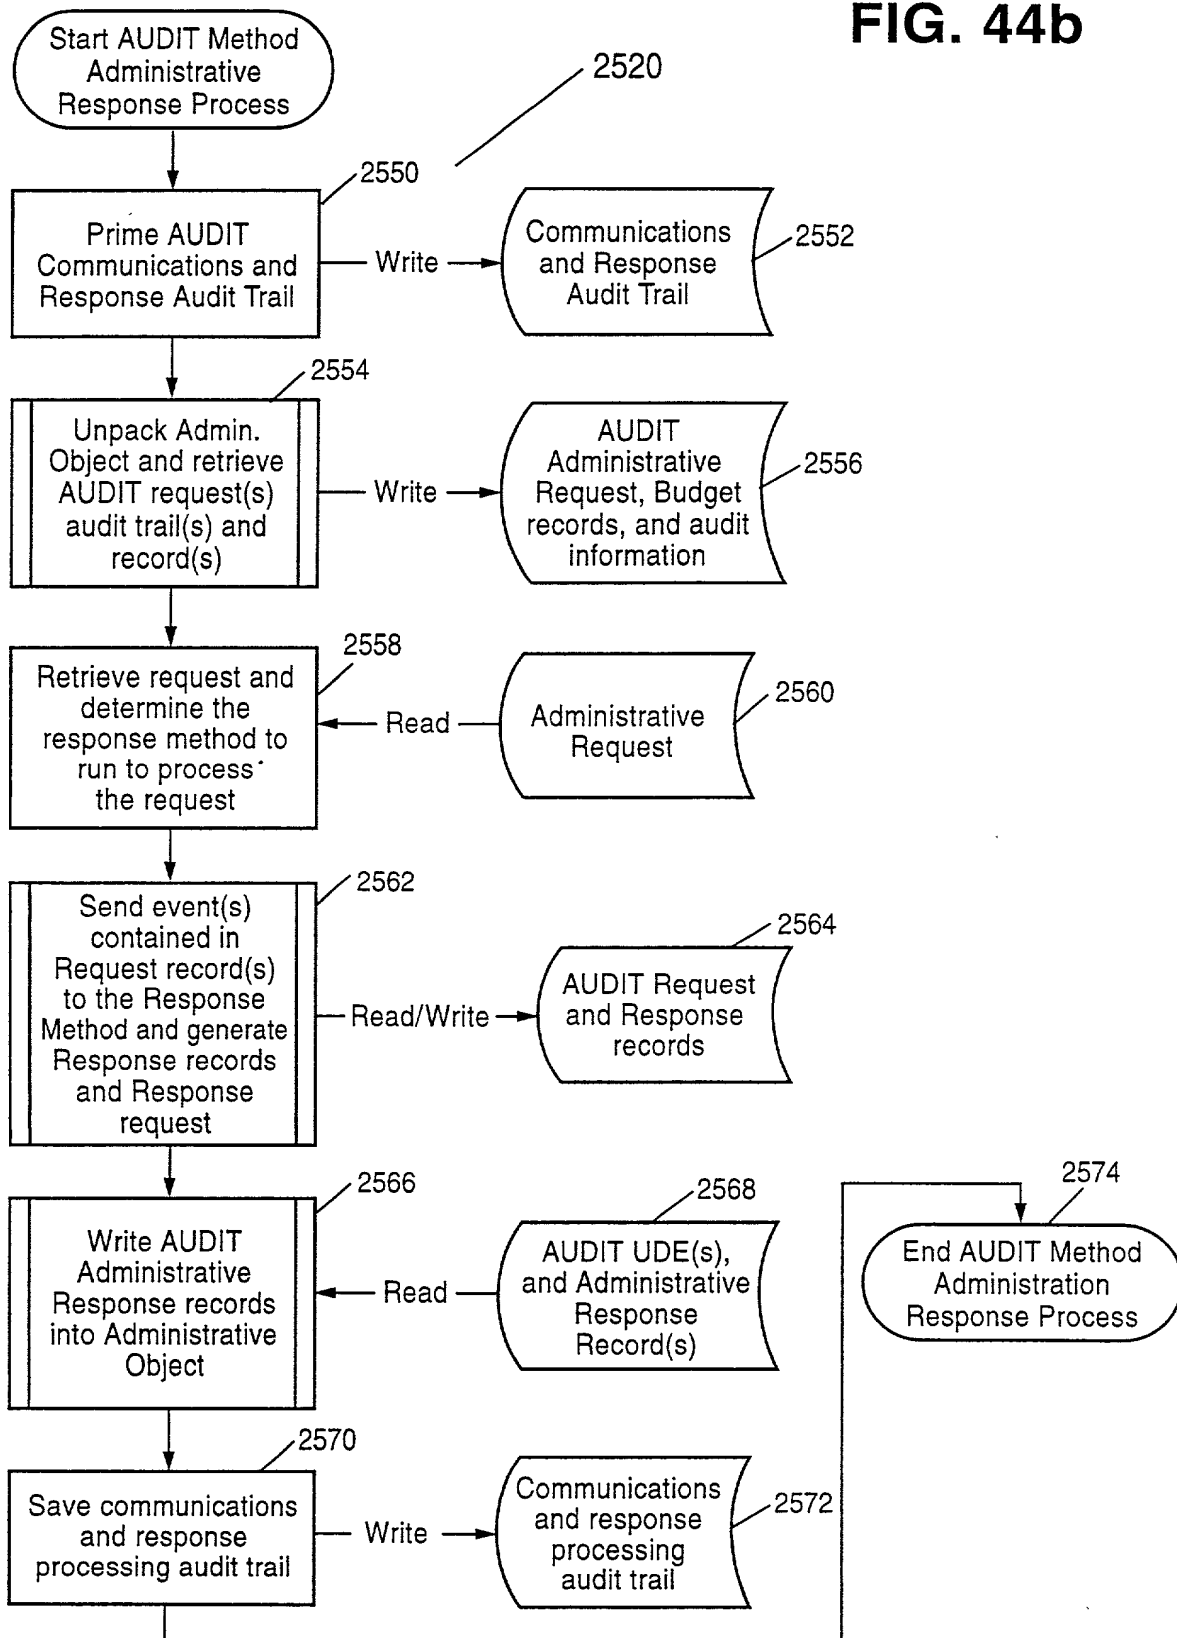 FIG. 44b
Start AUDIT Method
Administrative
Response Process
2520
2550
Prime AUDIT
Communications and
Response Audit Trail
Write
Communications
and Response
Audit Trail
2552
2554
Unpack Admin.
Object and retrieve
AUDIT request(s)
audit trail(s) and
record(s)
Write
AUDIT
Administrative
Request, Budget
records, and audit
information
2556
2558
Retrieve request and
determine the
response method to
run to process
the request
Read
Administrative
Request
2560
2562
Send event(s)
contained in
Request record(s)
to the Response
Method and generate
Response records
and Response
request
Read/Write
AUDIT Request
and Response
records
2564
2566
Write AUDIT
Administrative
Response records
into Administrative
Object
Read
AUDIT UDE(s),
and Administrative
Response
Record(s)
2568
2570
Save communications
and response
processing audit trail
Write
Communications
and response
processing
audit trail
2572
2574
End AUDIT Method
Administration
Response Process